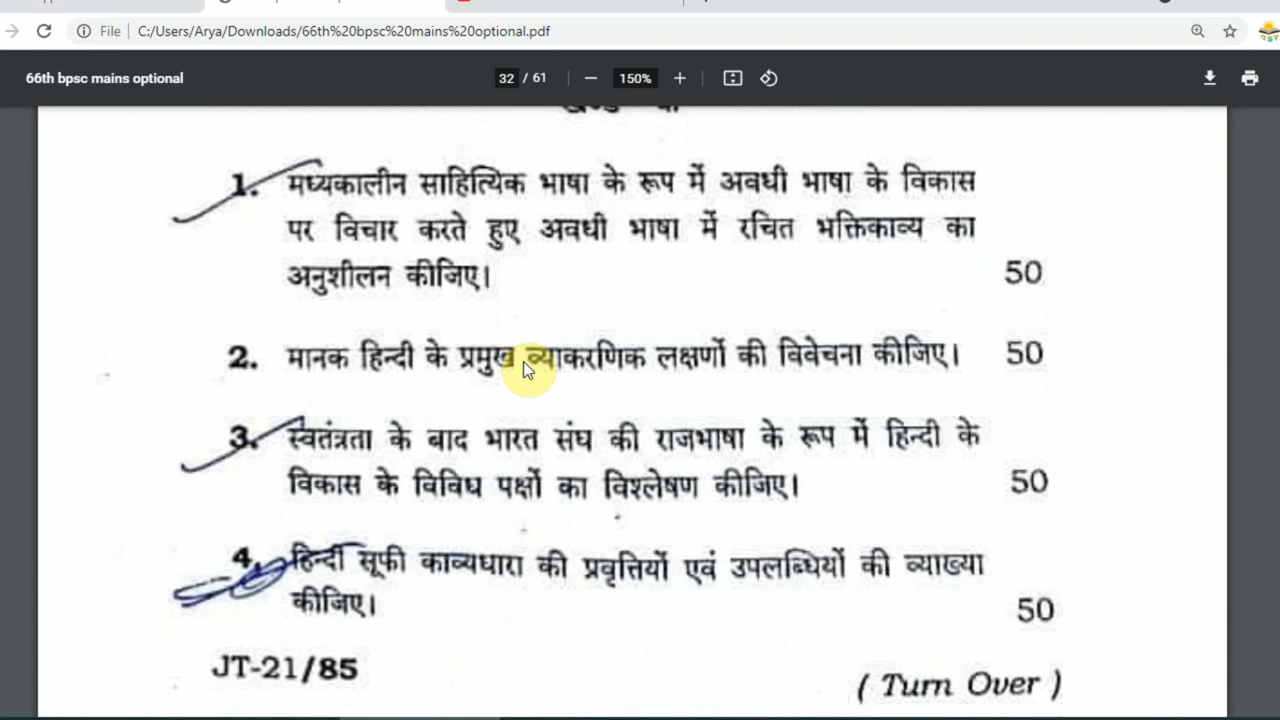 File C:/Users/Arya/Downloads/66th%20bpsc%20mains%20optional.pdf
66th bpsc mains optional 32 / 61 150%
1. मध्यकालीन साहित्यिक भाषा के रूप में अवधी भाषा के विकास
पर विचार करते हुए अवधी भाषा में रचित भक्तिकाव्य का
अनुशीलन कीजिए। 50
2. मानक हिन्दी के प्रमुख व्याकरणिक लक्षणों की विवेचना कीजिए। 50
3. स्वतंत्रता के बाद भारत संघ की राजभाषा के रूप में हिन्दी के
विकास के विविध पक्षों का विश्लेषण कीजिए। 50
4. हिन्दी सूफी काव्यधारा की प्रवृत्तियों एवं उपलब्धियों की व्याख्या
कीजिए। 50
JT-21/85
( Turn Over )